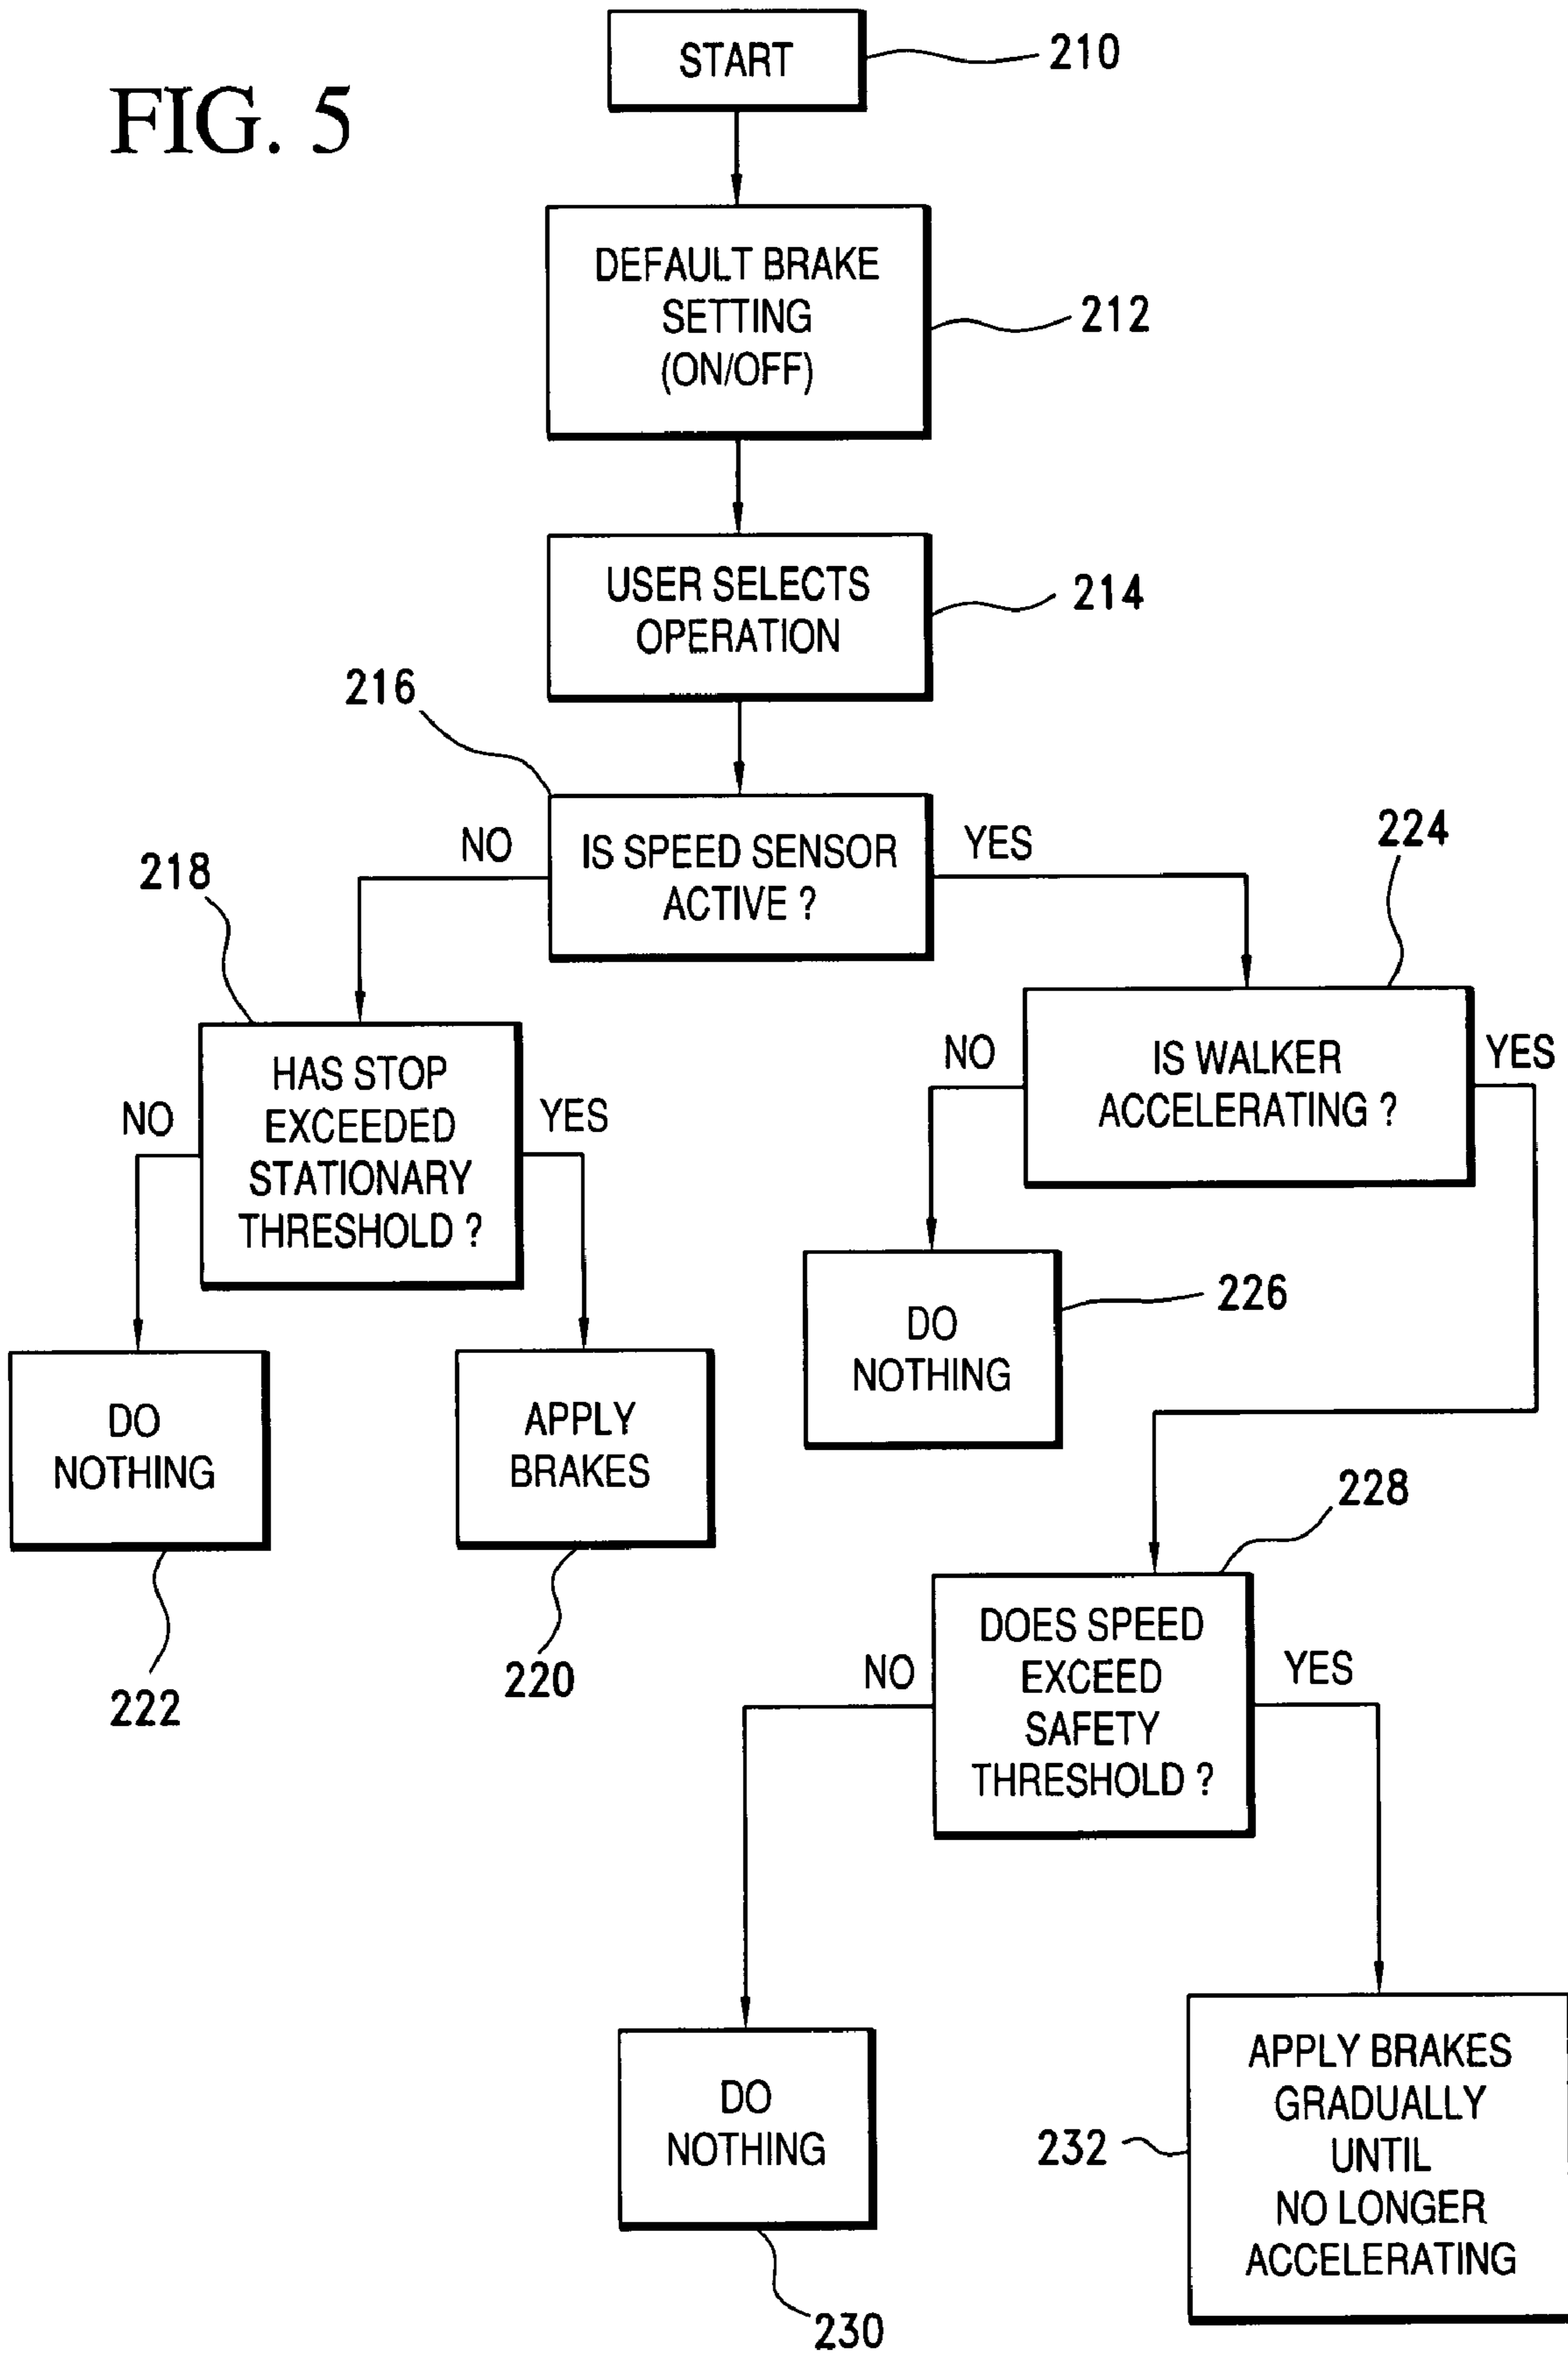 FIG. 5
START
210
DEFAULT BRAKE
SETTING
(ON/OFF)
212
USER SELECTS
OPERATION
214
216
IS SPEED SENSOR
ACTIVE ?
NO
YES
218
224
HAS STOP
EXCEEDED
STATIONARY
THRESHOLD ?
NO
YES
IS WALKER
ACCELERATING ?
NO
YES
DO
NOTHING
222
APPLY
BRAKES
220
DO
NOTHING
226
228
DOES SPEED
EXCEED
SAFETY
THRESHOLD ?
NO
YES
DO
NOTHING
230
APPLY BRAKES
GRADUALLY
UNTIL
NO LONGER
ACCELERATING
232